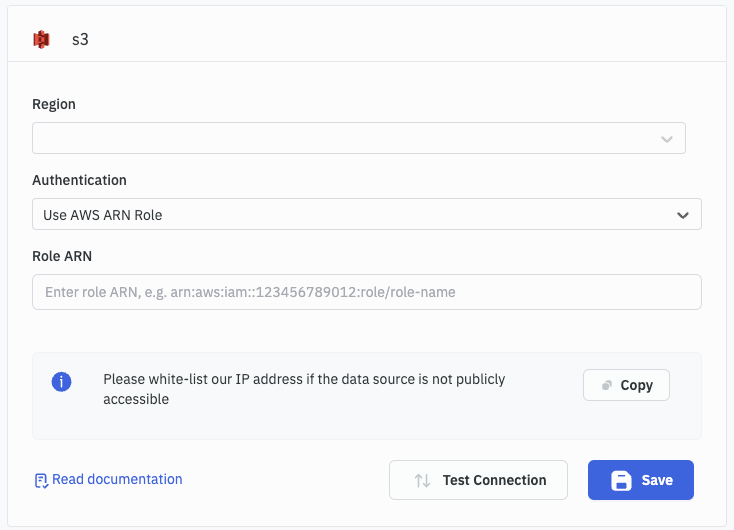 s3
Region
Authentication
Use AWS ARN Role
Role ARN
Enter role ARN, e.g. arn:aws:iam::123456789012:role/role-name
Please white-list our IP address if the data source is not publicly
accessible
Copy
Read documentation
Test Connection
Save